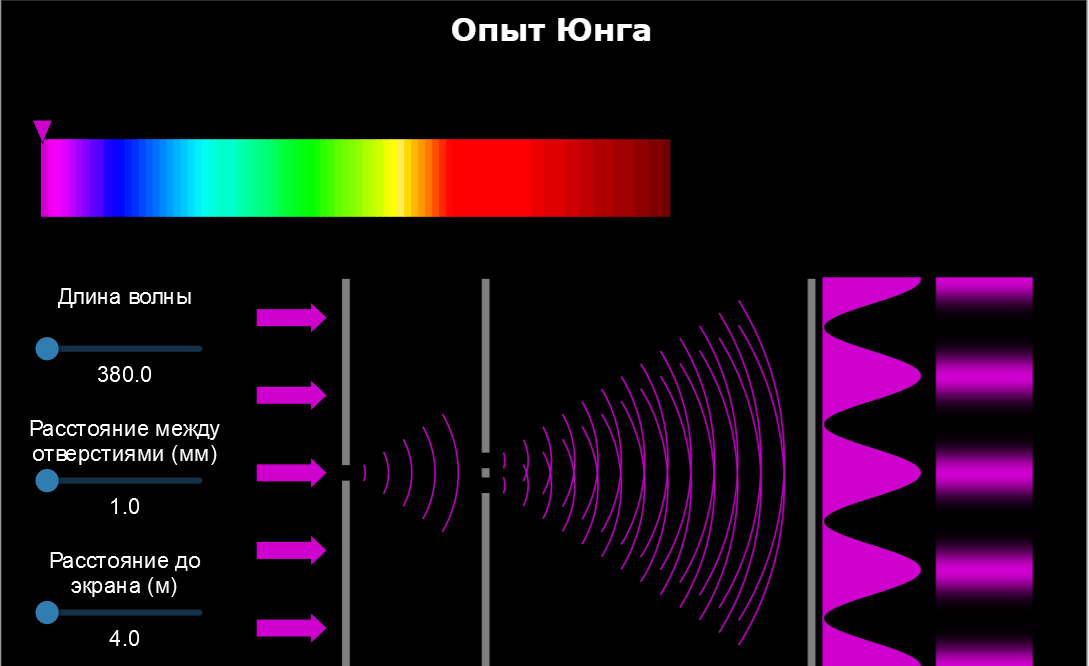 Опыт Юнга
Длина волны
380.0
Расстояние между
отверстиями (мм)
1.0
Расстояние до
экрана (м)
4.0